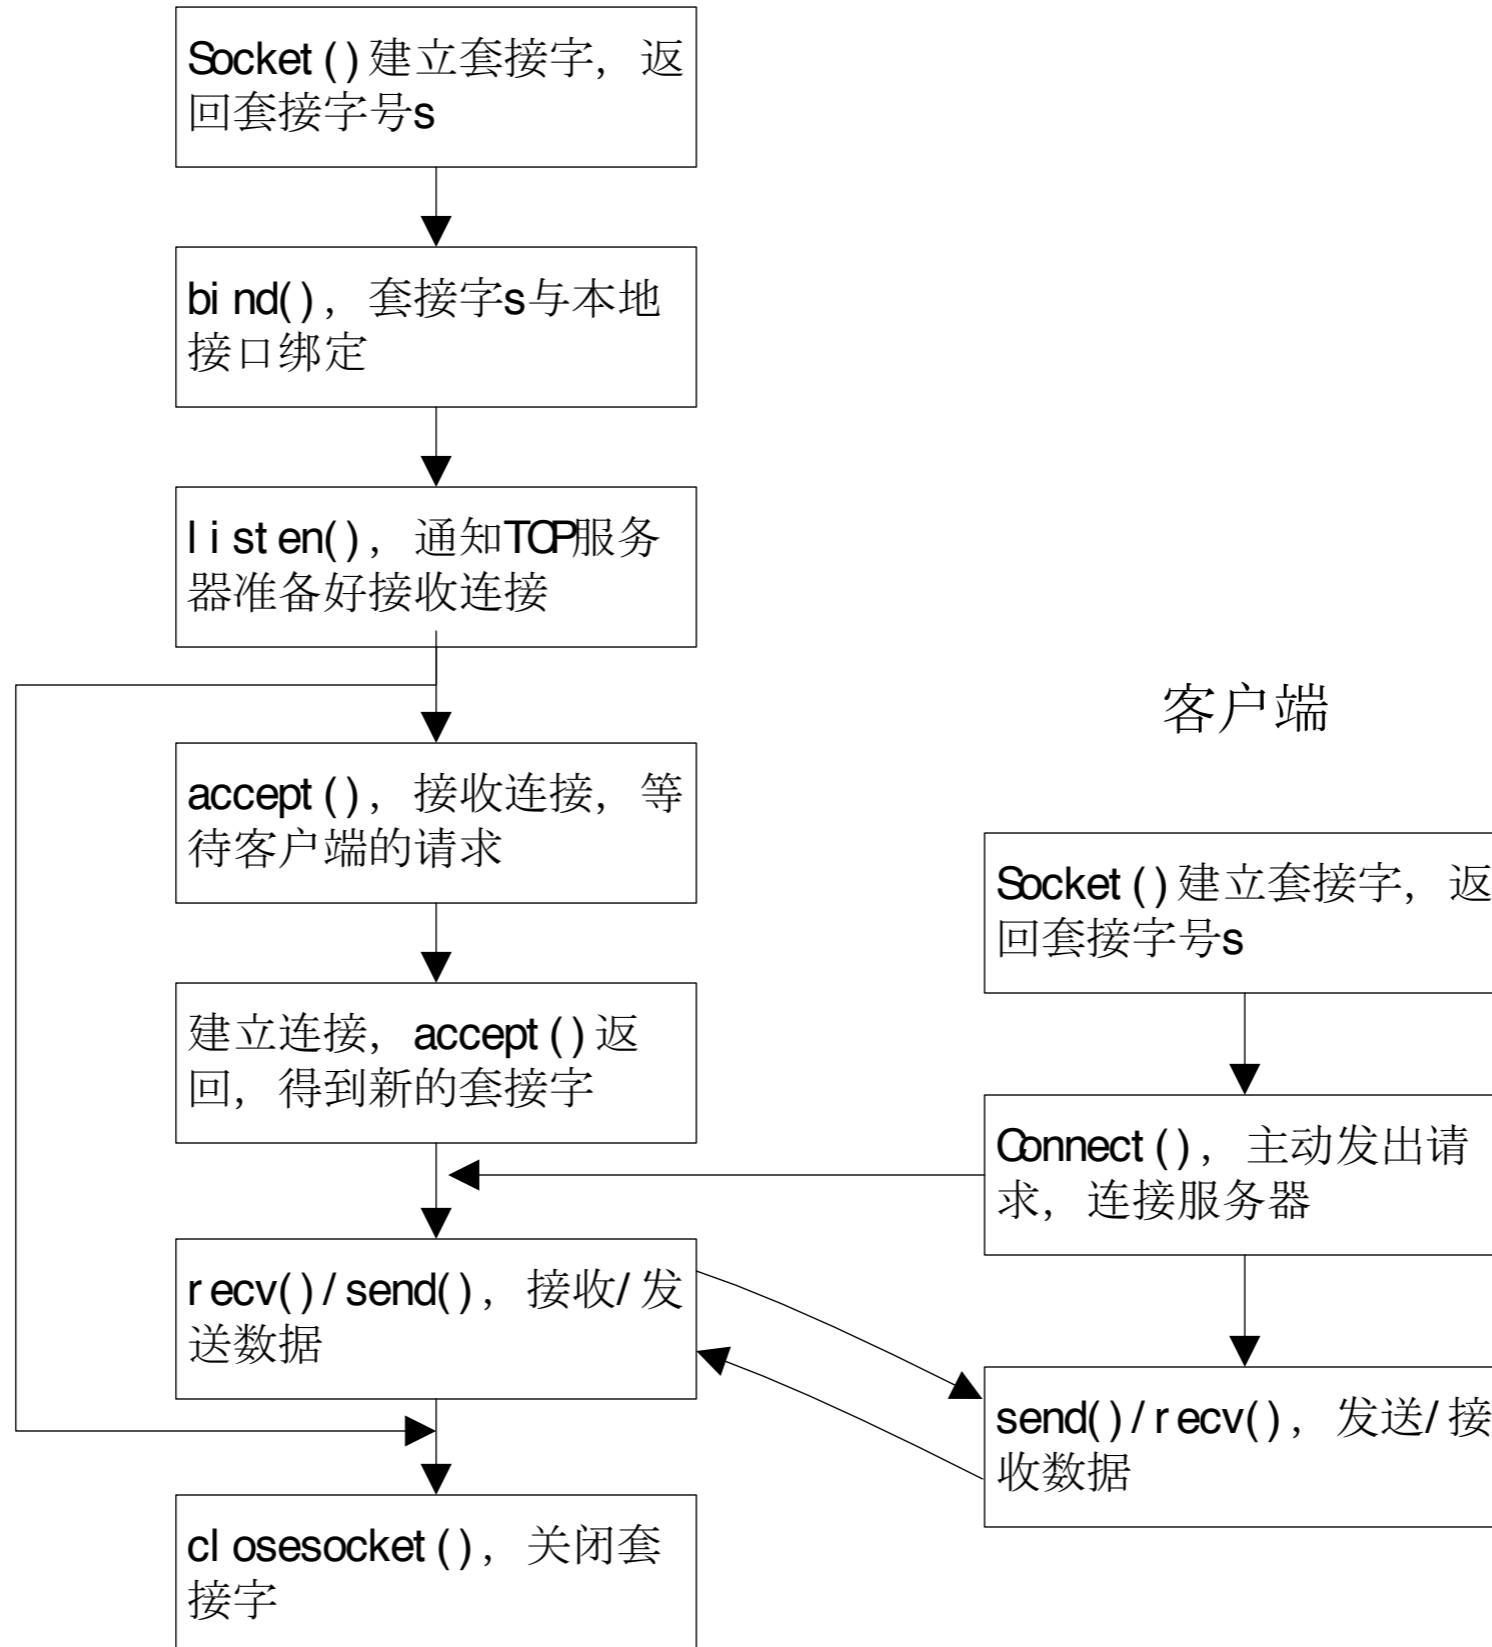 Socket()建立套接字，返
回套接字号s
bind()，套接字s与本地
接口绑定
listen()，通知TCP服务
器准备好接收连接
accept()，接收连接，等
待客户端的请求
建立连接，accept()返
回，得到新的套接字
recv()/send()，接收/发
送数据
closesocket()，关闭套
接字
客户端
Socket()建立套接字，返
回套接字号s
Connect()，主动发出请
求，连接服务器
send()/recv()，发送/接
收数据